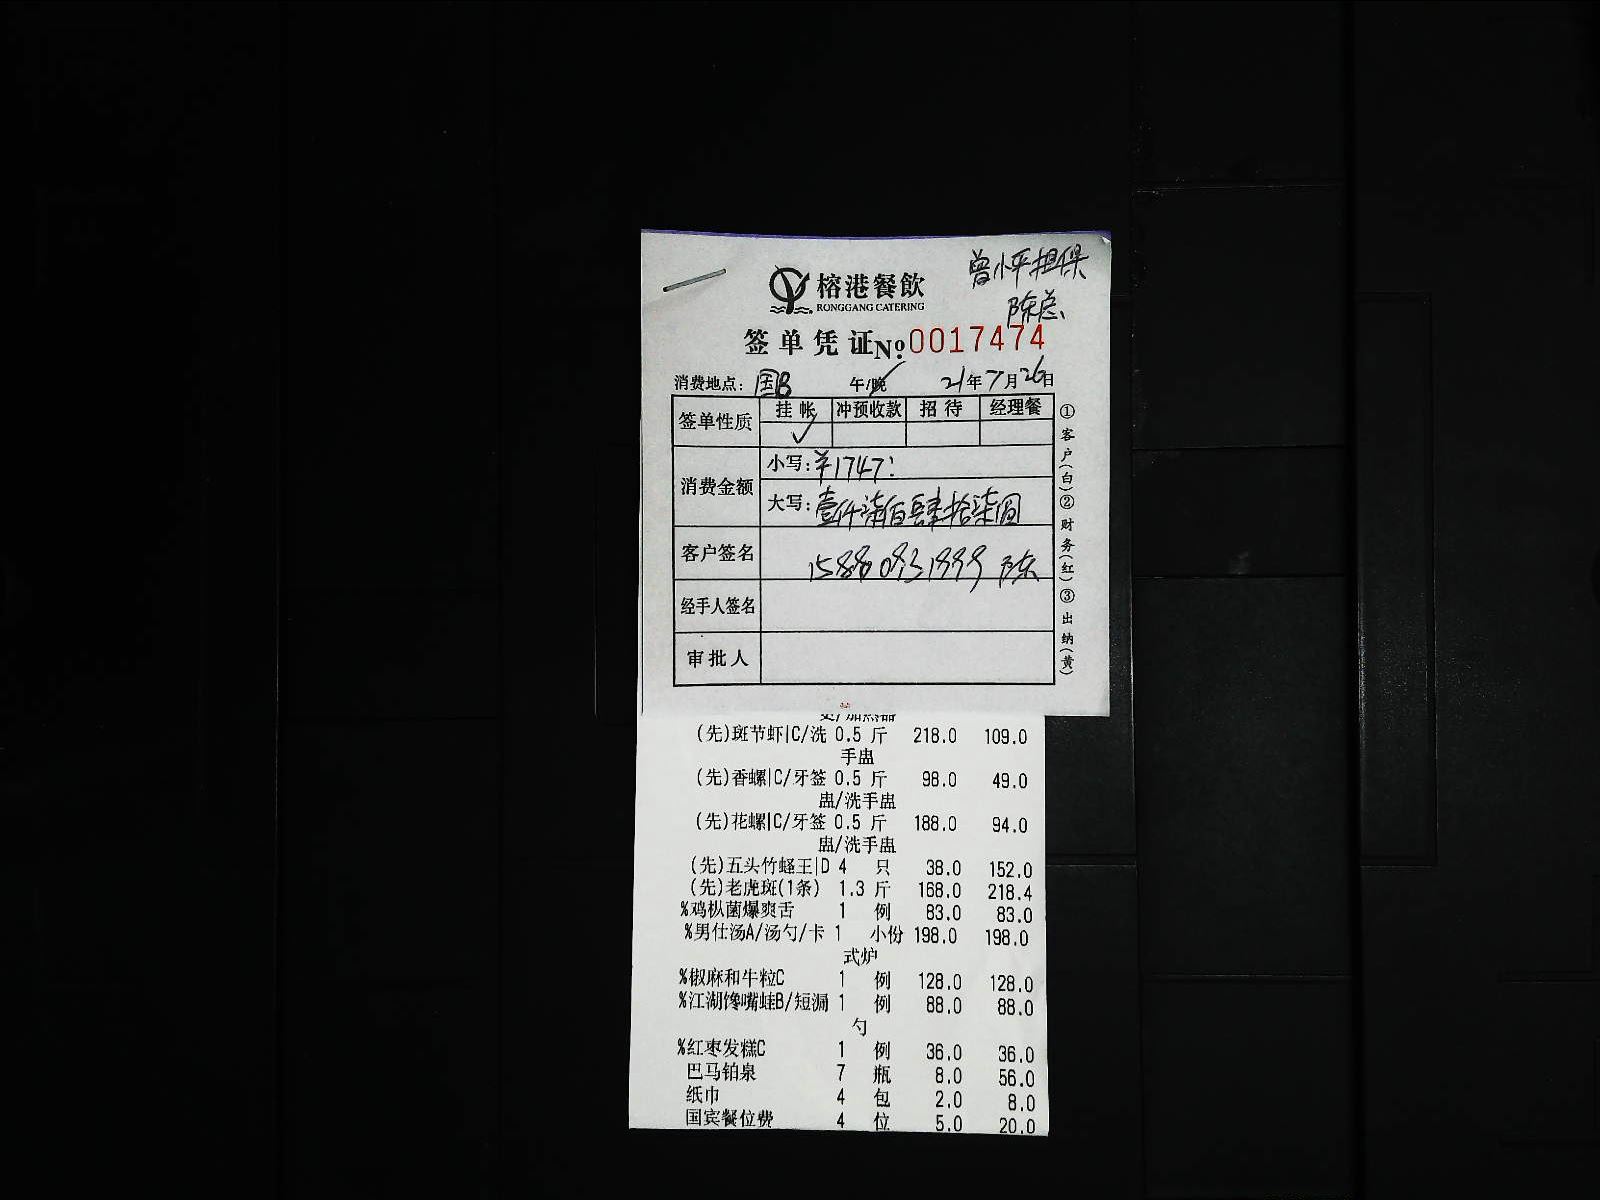 曾小平担保
陈总
榕港餐飲
RONGGANG CATERING
签单凭证 No 0017474
消费地点: 国B 午/晚 21年7月26日
签单性质 挂帐 冲预收款 招待 经理餐
✓
消费金额 小写:¥1747:
大写:壹仟柒佰肆拾柒圆
客户签名 陈
经手人签名
审批人
①客户(白)②财务(红)③出纳(黄)
(先)斑节虾|C/洗 0.5 斤 218.0 109.0
手盅
(先)香螺|C/牙签 0.5 斤 98.0 49.0
盅/洗手盅
(先)花螺|C/牙签 0.5 斤 188.0 94.0
盅/洗手盅
(先)五头竹蛏王|D 4 只 38.0 152.0
(先)老虎斑(1条) 1.3 斤 168.0 218.4
%鸡枞菌爆爽舌 1 例 83.0 83.0
%男仕汤A/汤勺/卡 1 小份 198.0 198.0
式炉
%椒麻和牛粒C 1 例 128.0 128.0
%江湖馋嘴蛙B/短漏 1 例 88.0 88.0
勺
%红枣发糕C 1 例 36.0 36.0
巴马铂泉 7 瓶 8.0 56.0
纸巾 4 包 2.0 8.0
国宾餐位费 4 位 5.0 20.0